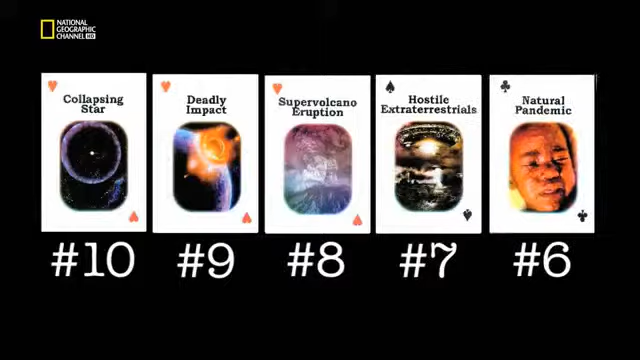 NATIONAL
GEOGRAPHIC
CHANNEL HD
Collapsing
Star
Deadly
Impact
Supervolcano
Eruption
Hostile
Extraterrestrials
Natural
Pandemic
#10 #9 #8 #7 #6